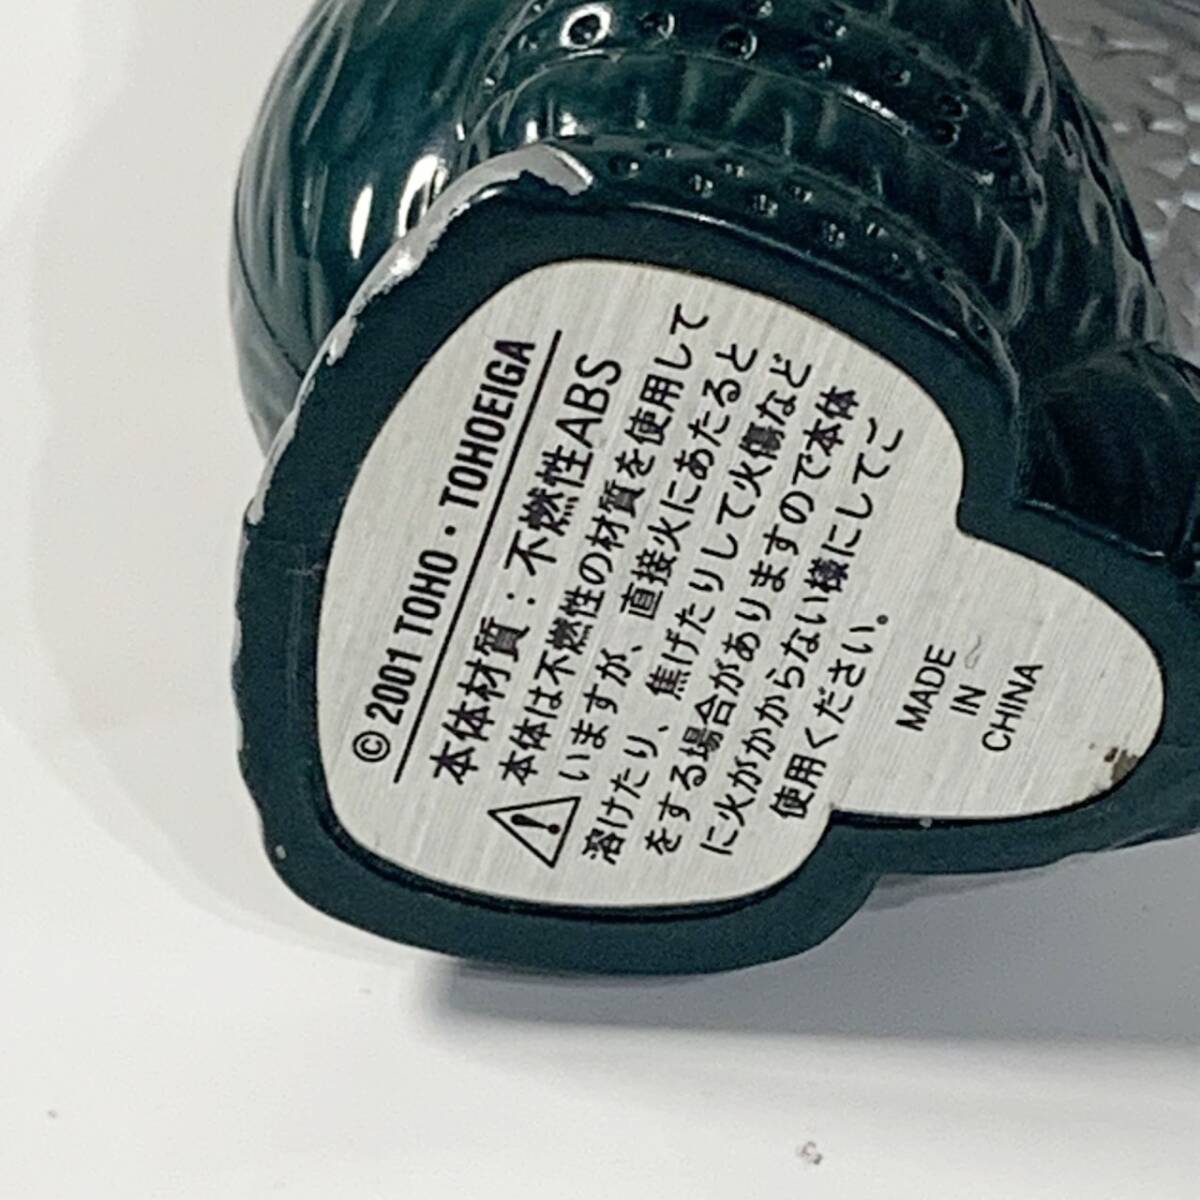 © 2001 TOHO・TOHOEIGA
本体材質：不燃性ABS
本体は不燃性の材質を使用して
いますが、直接火にあたると
溶けたり、焦げたりして火傷など
をする場合がありますので本体
に火がかからない様にしてご
使用ください。
MADE
IN
CHINA